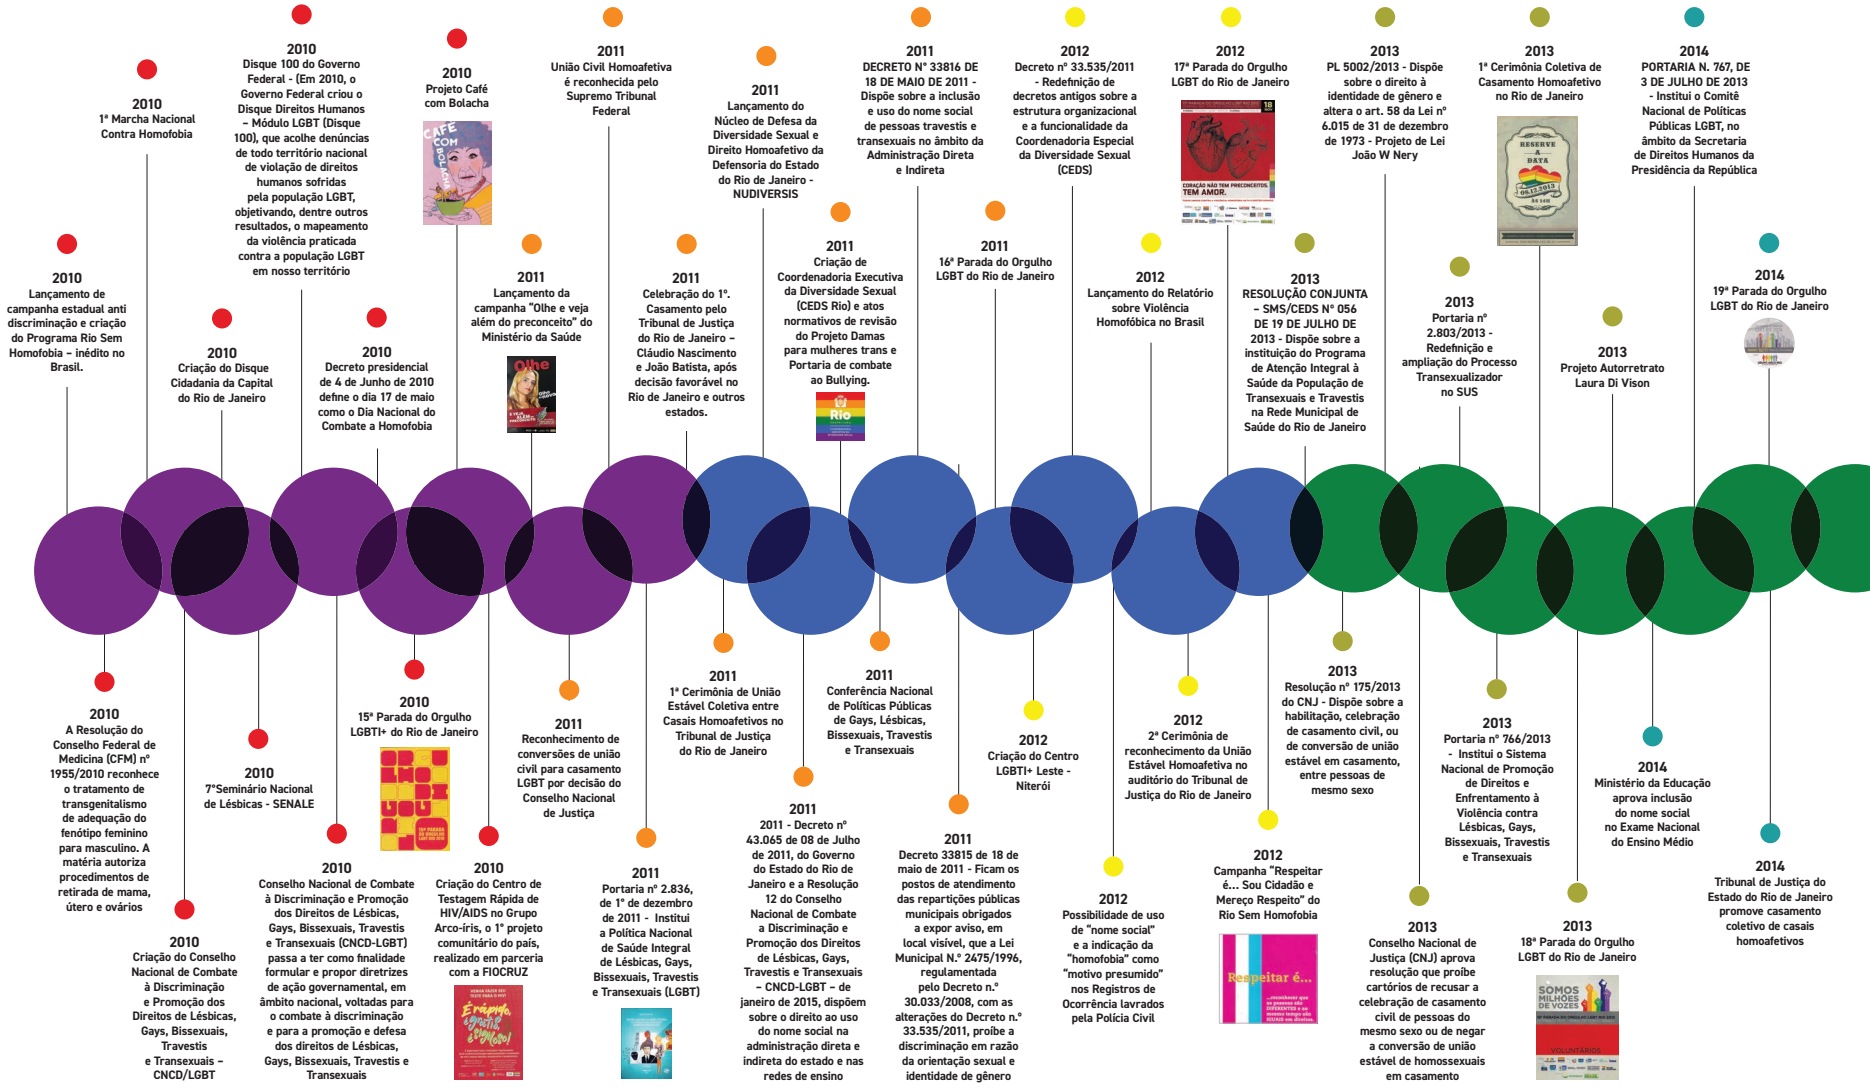 2010
Lançamento de
campanha estadual anti
discriminação e criação
do Programa Rio Sem
Homofobia – inédito no
Brasil.
2010
1ª Marcha Nacional
Contra Homofobia
2010
Criação do Disque
Cidadania da Capital
do Rio de Janeiro
2010
Disque 100 do Governo
Federal - (Em 2010, o
Governo Federal criou o
Disque Direitos Humanos
– Módulo LGBT (Disque
100), que acolhe denúncias
de todo território nacional
de violação de direitos
humanos sofridas
pela população LGBT,
objetivando, dentre outros
resultados, o mapeamento
da violência praticada
contra a população LGBT
em nosso território
2010
Decreto presidencial
de 4 de Junho de 2010
define o dia 17 de maio
como o Dia Nacional do
Combate a Homofobia
2010
Projeto Café
com Bolacha
CAFÉ
COM
BOLACHA
2011
Lançamento da
campanha "Olhe e veja
além do preconceito" do
Ministério da Saúde
Olhe
2011
União Civil Homoafetiva
é reconhecida pelo
Supremo Tribunal
Federal
2011
Celebração do 1º.
Casamento pelo
Tribunal de Justiça
do Rio de Janeiro –
Cláudio Nascimento
e João Batista, após
decisão favorável no
Rio de Janeiro e outros
estados.
2011
Lançamento do
Núcleo de Defesa da
Diversidade Sexual e
Direito Homoafetivo da
Defensoria do Estado
do Rio de Janeiro -
NUDIVERSIS
2011
Criação de
Coordenadoria Executiva
da Diversidade Sexual
(CEDS Rio) e atos
normativos de revisão
do Projeto Damas
para mulheres trans e
Portaria de combate
ao Bullying.
Rio
2011
DECRETO N° 33816 DE
18 DE MAIO DE 2011 -
Dispõe sobre a inclusão
e uso do nome social
de pessoas travestis e
transexuais no âmbito da
Administração Direta
e Indireta
2011
16ª Parada do Orgulho
LGBT do Rio de Janeiro
2012
Decreto n° 33.535/2011
- Redefinição de
decretos antigos sobre a
estrutura organizacional
e a funcionalidade da
Coordenadoria Especial
da Diversidade Sexual
(CEDS)
2012
Lançamento do Relatório
sobre Violência
Homofóbica no Brasil
2012
17ª Parada do Orgulho
LGBT do Rio de Janeiro
18
CORAÇÃO NÃO TEM PRECONCEITOS.
TEM AMOR.
2013
RESOLUÇÃO CONJUNTA
– SMS/CEDS Nº 056
DE 19 DE JULHO DE
2013 - Dispõe sobre a
instituição do Programa
de Atenção Integral à
Saúde da População de
Transexuais e Travestis
na Rede Municipal de
Saúde do Rio de Janeiro
2013
PL 5002/2013 - Dispõe
sobre o direito à
identidade de gênero e
altera o art. 58 da Lei nº
6.015 de 31 de dezembro
de 1973 - Projeto de Lei
João W Nery
2013
Portaria nº
2.803/2013 -
Redefinição e
ampliação do Processo
Transexualizador
no SUS
2013
1ª Cerimônia Coletiva de
Casamento Homoafetivo
no Rio de Janeiro
RESERVE
A
DATA
08.12.2013
ÀS 14H
2013
Projeto Autorretrato
Laura Di Vison
2014
PORTARIA N. 767, DE
3 DE JULHO DE 2013
- Institui o Comitê
Nacional de Políticas
Públicas LGBT, no
âmbito da Secretaria
de Direitos Humanos da
Presidência da República
2014
19ª Parada do Orgulho
LGBT do Rio de Janeiro
2010
A Resolução do
Conselho Federal de
Medicina (CFM) nº
1955/2010 reconhece
o tratamento de
transgenitalismo
de adequação do
fenótipo feminino
para masculino. A
matéria autoriza
procedimentos de
retirada de mama,
útero e ovários
2010
Criação do Conselho
Nacional de Combate
à Discriminação
e Promoção dos
Direitos de Lésbicas,
Gays, Bissexuais,
Travestis
e Transexuais –
CNCD/LGBT
2010
7°Seminário Nacional
de Lésbicas - SENALE
2010
Conselho Nacional de Combate
à Discriminação e Promoção
dos Direitos de Lésbicas,
Gays, Bissexuais, Travestis
e Transexuais (CNCD-LGBT)
passa a ter como finalidade
formular e propor diretrizes
de ação governamental, em
âmbito nacional, voltadas para
o combate à discriminação
e para a promoção e defesa
dos direitos de Lésbicas,
Gays, Bissexuais, Travestis e
Transexuais
2010
15ª Parada do Orgulho
LGBTI+ do Rio de Janeiro
2010
Criação do Centro de
Testagem Rápida de
HIV/AIDS no Grupo
Arco-íris, o 1º projeto
comunitário do país,
realizado em parceria
com a FIOCRUZ
É rápido,
é grátis,
é sigiloso!
2011
Reconhecimento de
conversões de união
civil para casamento
LGBT por decisão do
Conselho Nacional
de Justiça
2011
Portaria nº 2.836,
de 1º de dezembro
de 2011 - Institui
a Política Nacional
de Saúde Integral
de Lésbicas, Gays,
Bissexuais, Travestis
e Transexuais (LGBT)
2011
1ª Cerimônia de União
Estável Coletiva entre
Casais Homoafetivos no
Tribunal de Justiça
do Rio de Janeiro
2011
2011 - Decreto nº
43.065 de 08 de Julho
de 2011, do Governo
do Estado do Rio de
Janeiro e a Resolução
12 do Conselho
Nacional de Combate
a Discriminação e
Promoção dos Direitos
de Lésbicas, Gays,
Travestis e Transexuais
– CNCD-LGBT – de
janeiro de 2015, dispõem
sobre o direito ao uso
do nome social na
administração direta e
indireta do estado e nas
redes de ensino
2011
Conferência Nacional
de Políticas Públicas
de Gays, Lésbicas,
Bissexuais, Travestis
e Transexuais
2011
Decreto 33815 de 18 de
maio de 2011 - Ficam os
postos de atendimento
das repartições públicas
municipais obrigados
a expor aviso, em
local visível, que a Lei
Municipal N.º 2475/1996,
regulamentada
pelo Decreto n.º
30.033/2008, com as
alterações do Decreto n.º
33.535/2011, proíbe a
discriminação em razão
da orientação sexual e
identidade de gênero
2012
Criação do Centro
LGBTI+ Leste -
Niterói
2012
Possibilidade de uso
de "nome social"
e a indicação da
"homofobia" como
"motivo presumido"
nos Registros de
Ocorrência lavrados
pela Polícia Civil
2012
2ª Cerimônia de
reconhecimento da União
Estável Homoafetiva no
auditório do Tribunal de
Justiça do Rio de Janeiro
2012
Campanha "Respeitar
é... Sou Cidadão e
Mereço Respeito" do
Rio Sem Homofobia
Respeitar é...
...reconhecer que
as pessoas são
DIFERENTES e ao
mesmo tempo são
IGUAIS em direitos.
2013
Resolução nº 175/2013
do CNJ - Dispõe sobre a
habilitação, celebração
de casamento civil, ou
de conversão de união
estável em casamento,
entre pessoas de
mesmo sexo
2013
Conselho Nacional de
Justiça (CNJ) aprova
resolução que proíbe
cartórios de recusar a
celebração de casamento
civil de pessoas do
mesmo sexo ou de negar
a conversão de união
estável de homossexuais
em casamento
2013
Portaria nº 766/2013
- Institui o Sistema
Nacional de Promoção
de Direitos e
Enfrentamento à
Violência contra
Lésbicas, Gays,
Bissexuais, Travestis
e Transexuais
2013
18ª Parada do Orgulho
LGBT do Rio de Janeiro
SOMOS
MILHÕES
DE VOZES
VOLUNTÁRIOS
2014
Ministério da Educação
aprova inclusão
do nome social
no Exame Nacional
do Ensino Médio
2014
Tribunal de Justiça do
Estado do Rio de Janeiro
promove casamento
coletivo de casais
homoafetivos